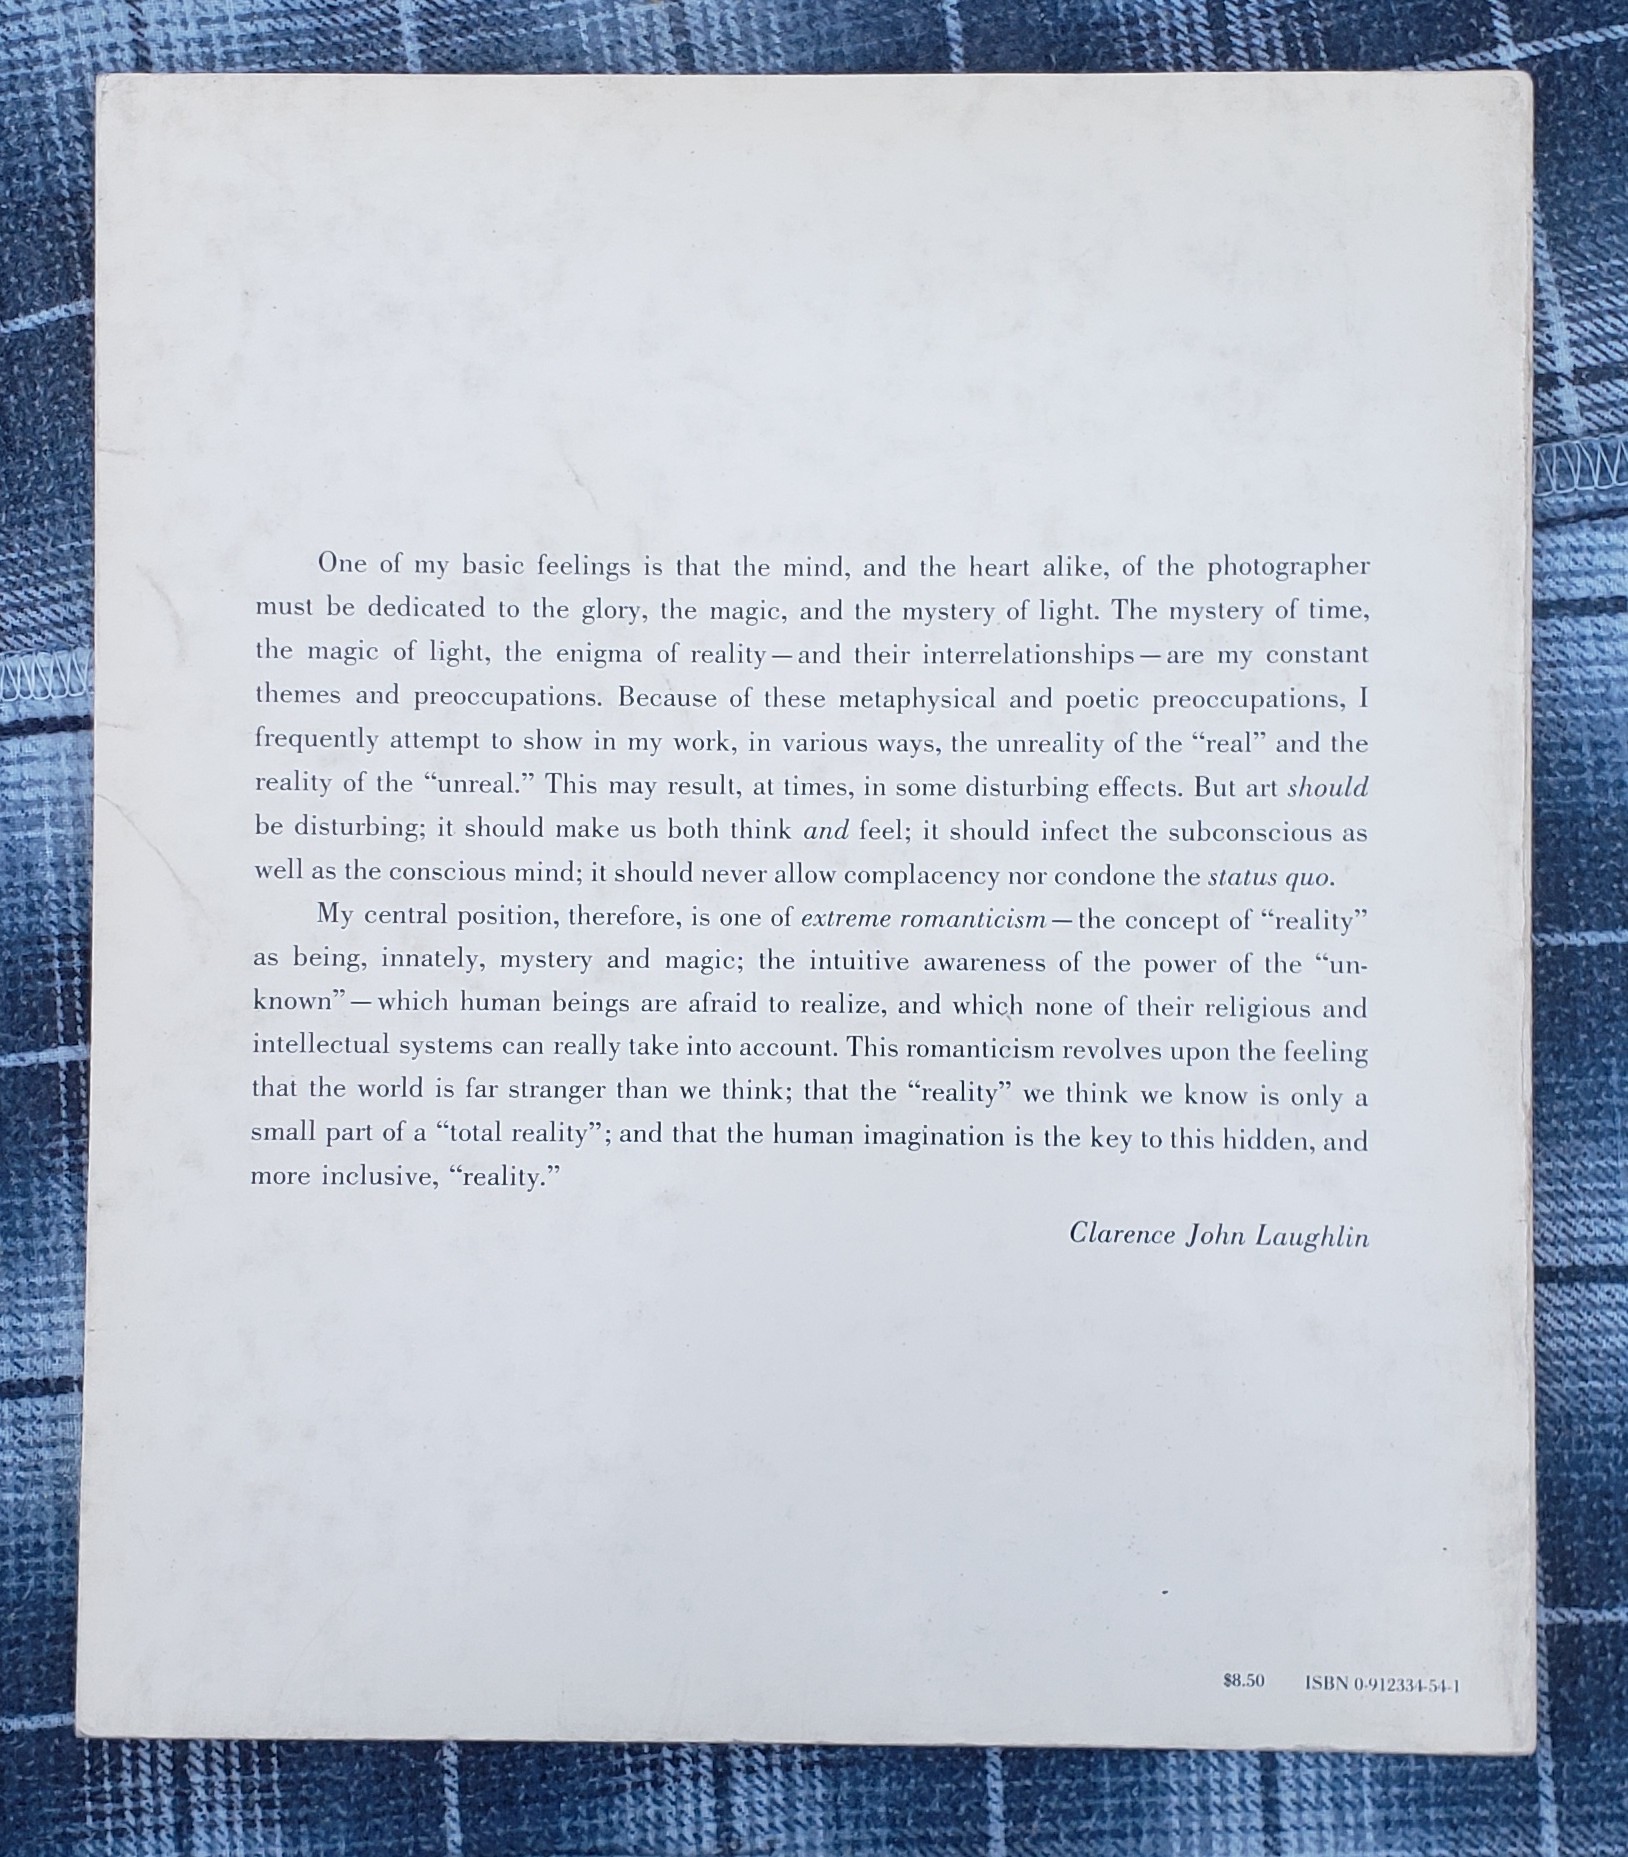 One of my basic feelings is that the mind, and the heart alike, of the photographer
must be dedicated to the glory, the magic, and the mystery of light. The mystery of time,
the magic of light, the enigma of reality—and their interrelationships—are my constant
themes and preoccupations. Because of these metaphysical and poetic preoccupations, I
frequently attempt to show in my work, in various ways, the unreality of the “real” and the
reality of the “unreal.” This may result, at times, in some disturbing effects. But art should
be disturbing; it should make us both think and feel; it should infect the subconscious as
well as the conscious mind; it should never allow complacency nor condone the status quo.
My central position, therefore, is one of extreme romanticism—the concept of “reality”
as being, innately, mystery and magic; the intuitive awareness of the power of the “un-
known”—which human beings are afraid to realize, and which none of their religious and
intellectual systems can really take into account. This romanticism revolves upon the feeling
that the world is far stranger than we think; that the “reality” we think we know is only a
small part of a “total reality”; and that the human imagination is the key to this hidden, and
more inclusive, “reality.”
Clarence John Laughlin
$8.50 ISBN 0-912334-54-1